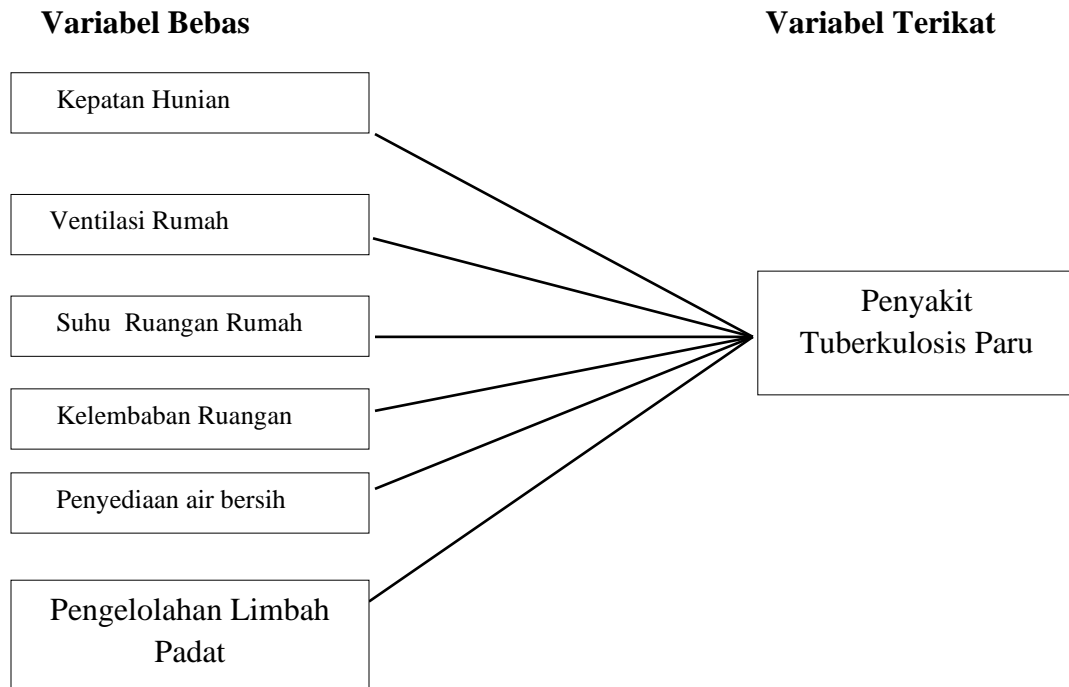 Variabel Bebas
Variabel Terikat
Kepatan Hunian
Ventilasi Rumah
Suhu Ruangan Rumah
Kelembaban Ruangan
Penyediaan air bersih
Pengelolahan Limbah
Padat
Penyakit
Tuberkulosis Paru